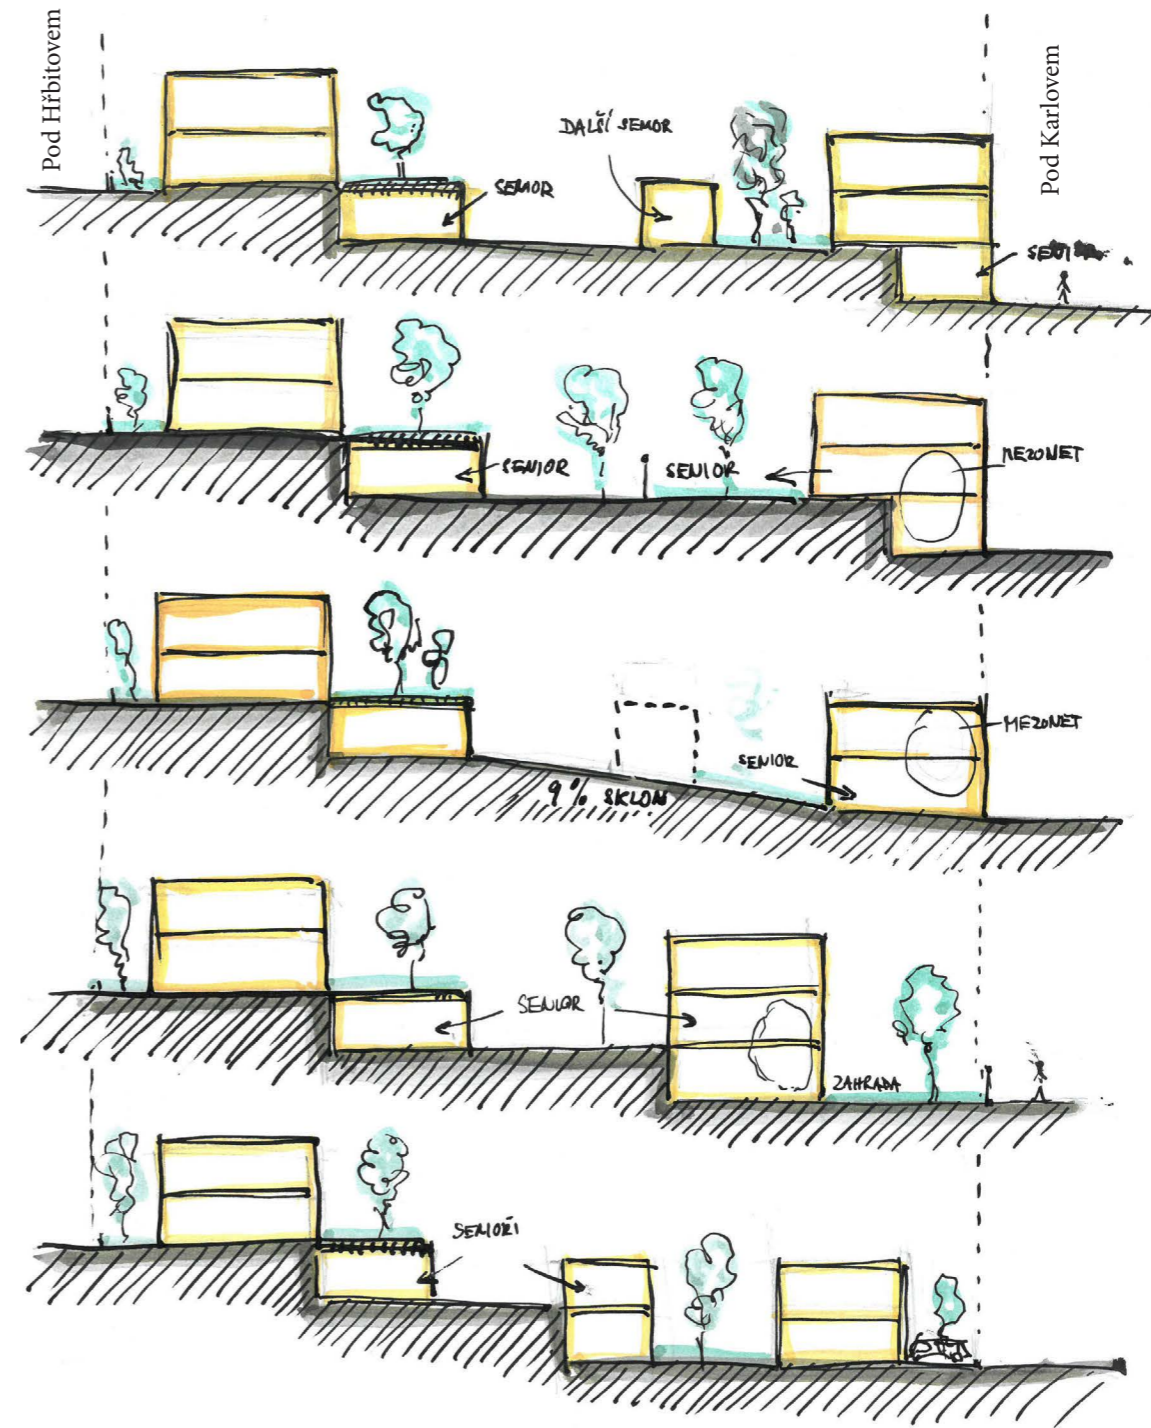 Pod Hřbitovem
Pod Karlovem
DALŠÍ SENIOR
SENIOR
SENIOR
SENIOR
MEZONET
MEZONET
SENIOR
9% SKLON
SENIOR
ZAHRADA
SENIOŘI